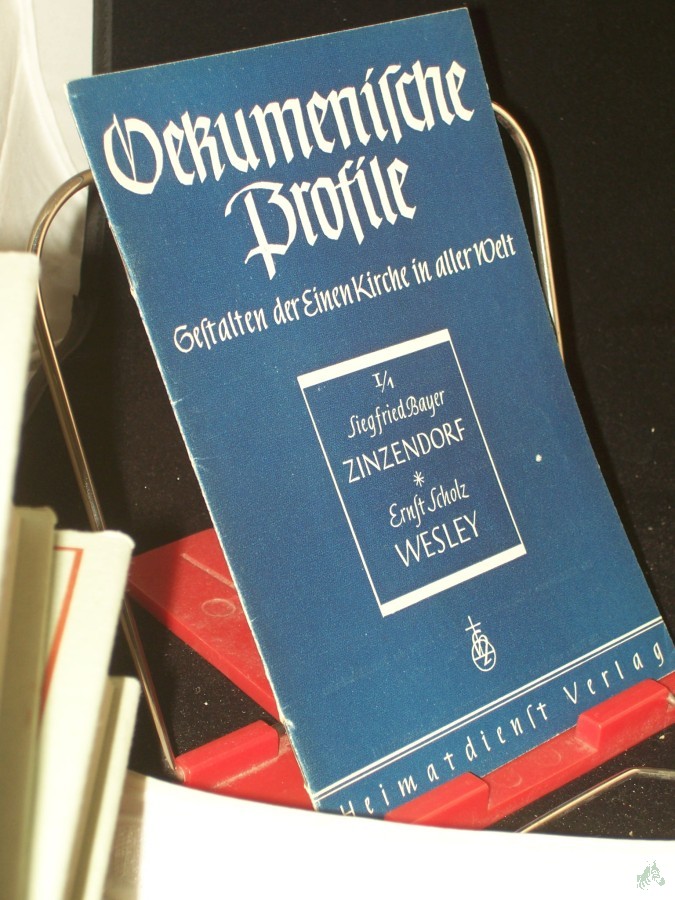 Oekumenische
Profile
Gestalten der Einen Kirche in aller Welt
I/1
Siegfried Bayer
ZINZENDORF
*
Ernst Scholz
WESLEY
Heimatdienst Verlag